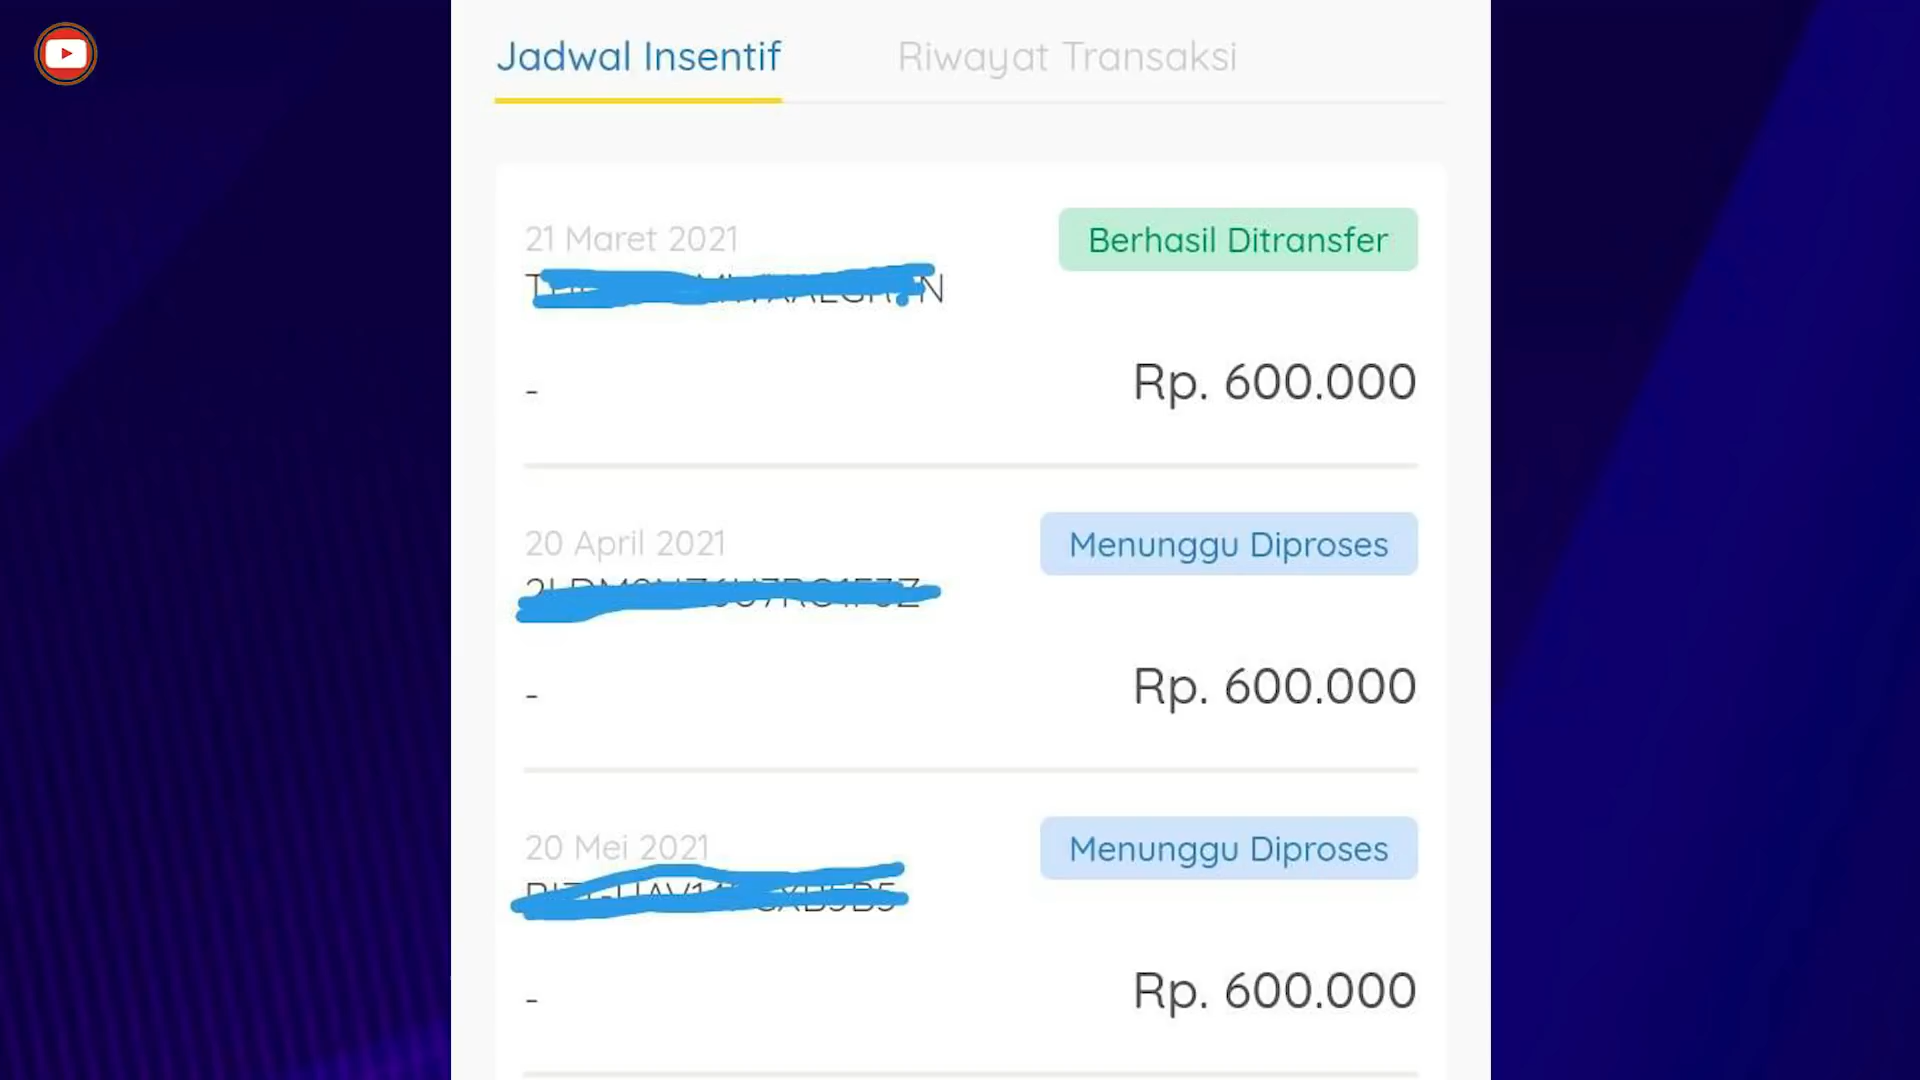 Jadwal Insentif
Riwayat Transaksi
21 Maret 2021
Berhasil Ditransfer
-
Rp. 600.000
20 April 2021
Menunggu Diproses
-
Rp. 600.000
20 Mei 2021
Menunggu Diproses
-
Rp. 600.000